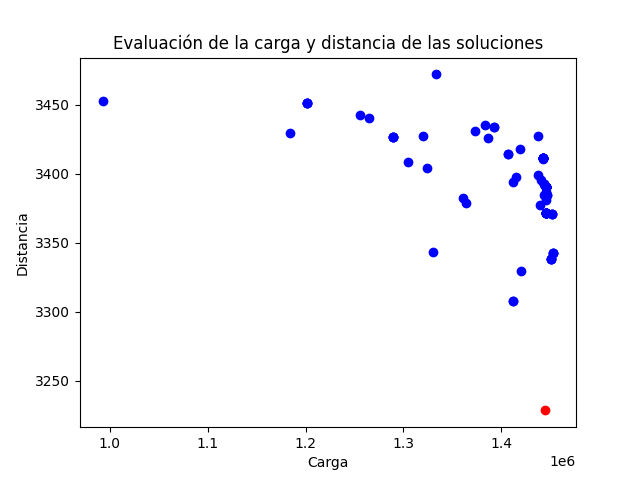 Evaluación de la carga y distancia de las soluciones
3450
3400
3350
3300
3250
Distancia
1.0 1.1 1.2 1.3 1.4
1e6
Carga